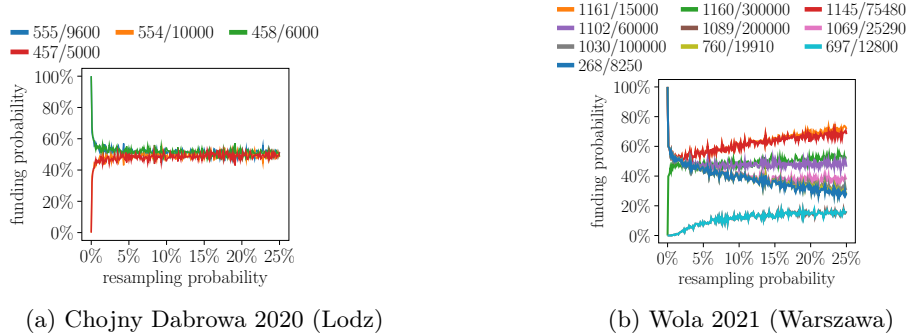 555/9600 554/10000 458/6000
457/5000
100%
80%
60%
40%
20%
0%
funding probability
0% 5% 10% 15% 20% 25%
resampling probability
(a) Chojny Dabrowa 2020 (Lodz)
1161/15000 1160/300000 1145/75480
1102/60000 1089/200000 1069/25290
1030/100000 760/19910 697/12800
268/8250
100%
80%
60%
40%
20%
0%
funding probability
0% 5% 10% 15% 20% 25%
resampling probability
(b) Wola 2021 (Warszawa)